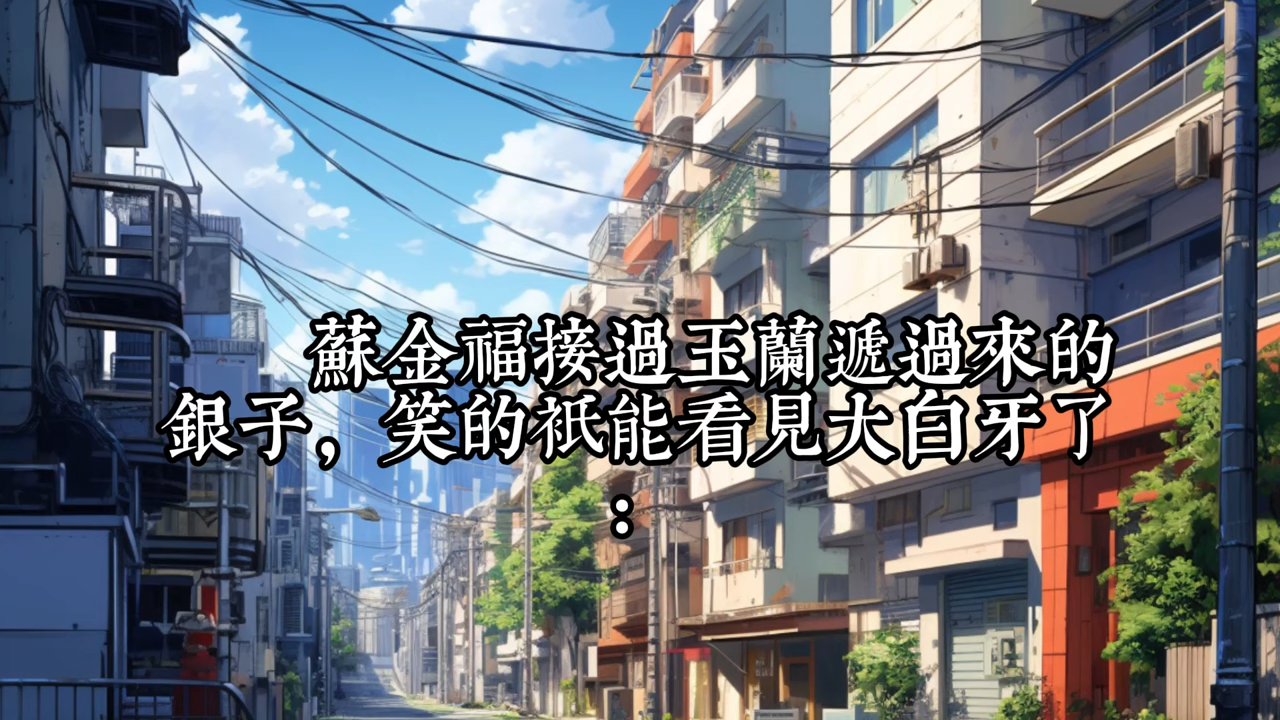 蘇金福接過玉蘭遞過來的
銀子，笑的衹能看見大白牙了
：